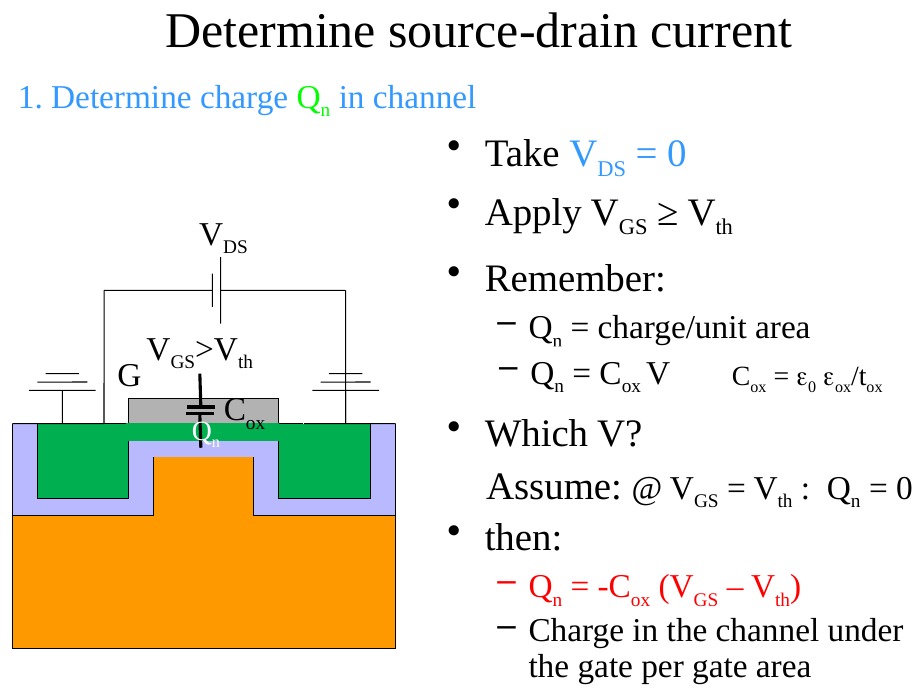 Determine source-drain current
1. Determine charge Qn in channel
• Take VDS = 0
• Apply VGS ≥ Vth
• Remember:
– Qn = charge/unit area
– Qn = Cox V Cox = ε0 εox/tox
• Which V?
Assume: @ VGS = Vth : Qn = 0
• then:
– Qn = -Cox (VGS – Vth)
– Charge in the channel under
the gate per gate area
VDS
VGS>Vth
G
Cox
Qn